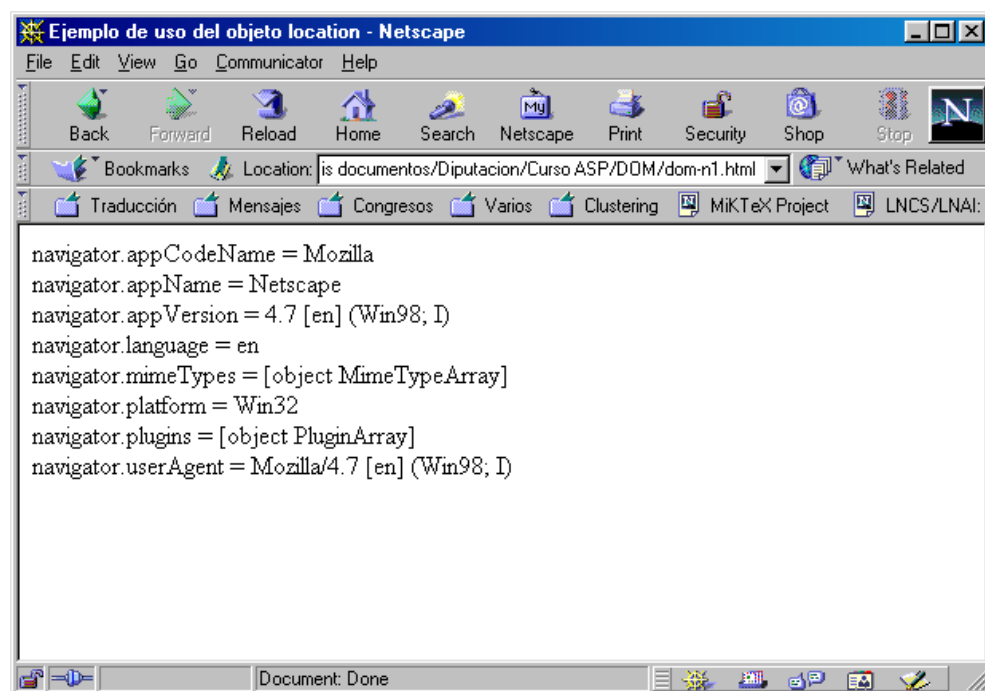 Ejemplo de uso del objeto location - Netscape
File Edit View Go Communicator Help
My N
Back Forward Reload Home Search Netscape Print Security Shop Stop
Bookmarks Location: is documentos/Diputacion/Curso ASP/DOM/dom-n1.html What's Related
Traducción Mensajes Congresos Varios Clustering MiKTeX Project LNCS/LNAI:
navigator.appCodeName = Mozilla
navigator.appName = Netscape
navigator.appVersion = 4.7 [en] (Win98; I)
navigator.language = en
navigator.mimeTypes = [object MimeTypeArray]
navigator.platform = Win32
navigator.plugins = [object PluginArray]
navigator.userAgent = Mozilla/4.7 [en] (Win98; I)
Document: Done